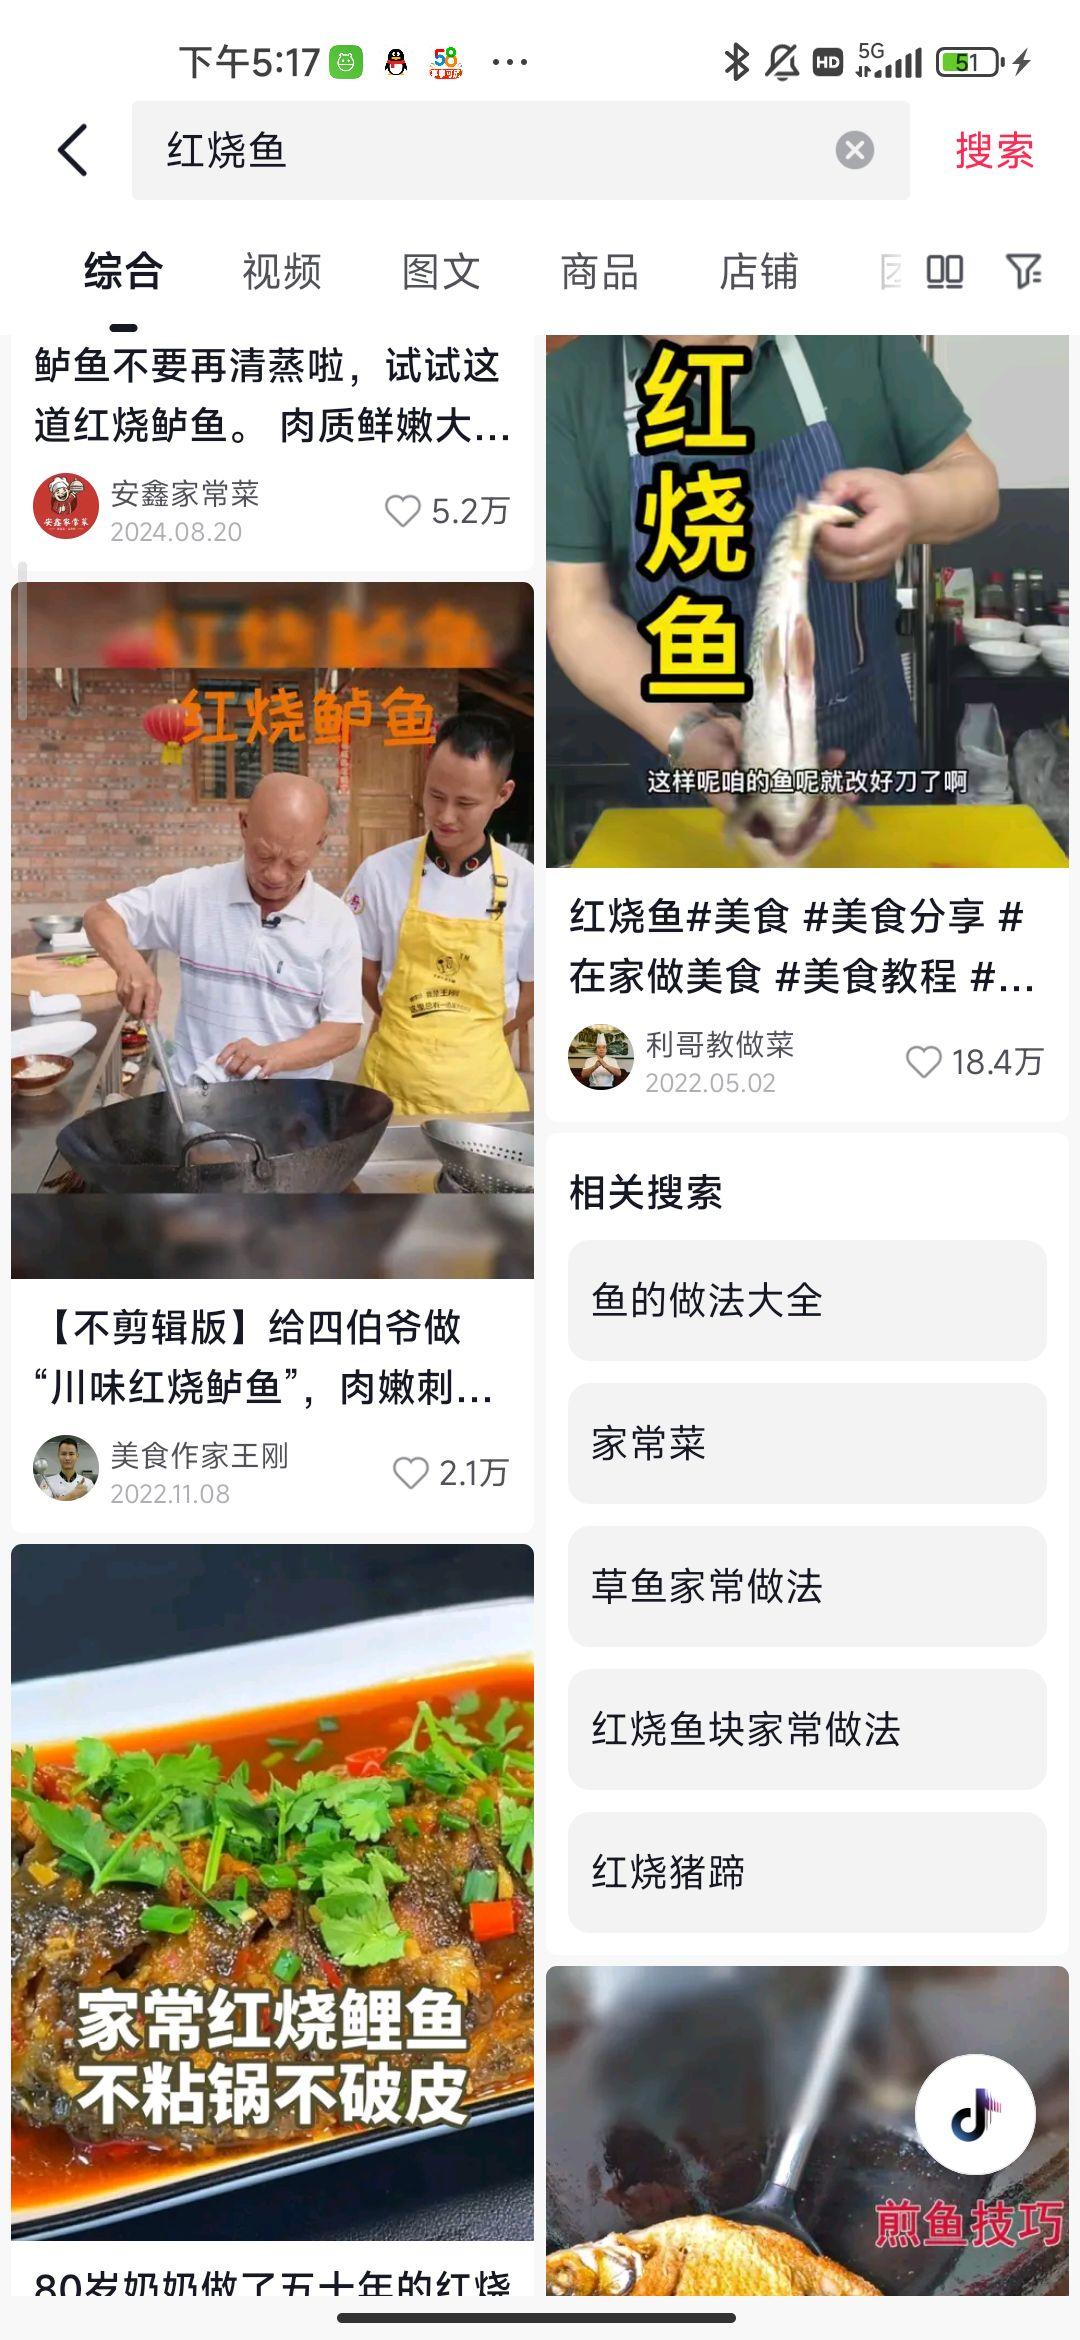 下午5:17
58
HD
5G
51
红烧鱼
搜索
综合
视频
图文
商品
店铺
鲈鱼不要再清蒸啦，试试这
道红烧鲈鱼。 肉质鲜嫩大...
安鑫家常菜
安鑫家常菜
2024.08.20
5.2万
红烧鲈鱼
【不剪辑版】给四伯爷做
“川味红烧鲈鱼”，肉嫩刺...
美食作家王刚
2022.11.08
2.1万
家常红烧鲤鱼
不粘锅不破皮
80岁奶奶做了五十年的红烧
红
烧
鱼
这样呢咱的鱼呢就改好刀了啊
红烧鱼#美食 #美食分享 #
在家做美食 #美食教程 #...
利哥教做菜
2022.05.02
18.4万
相关搜索
鱼的做法大全
家常菜
草鱼家常做法
红烧鱼块家常做法
红烧猪蹄
煎鱼技巧